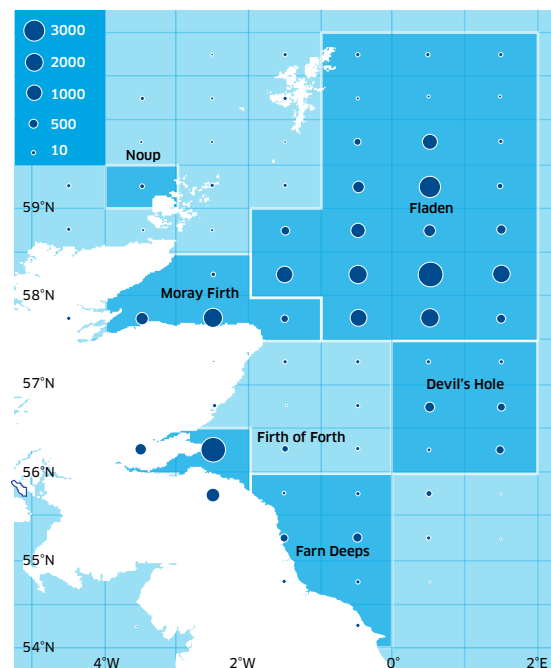 3000
2000
1000
500
10
Noup
59°N
Fladen
58°N
Moray Firth
57°N
Devil's Hole
Firth of Forth
56°N
55°N
Farn Deeps
54°N
4°W
2°W
0°
2°E